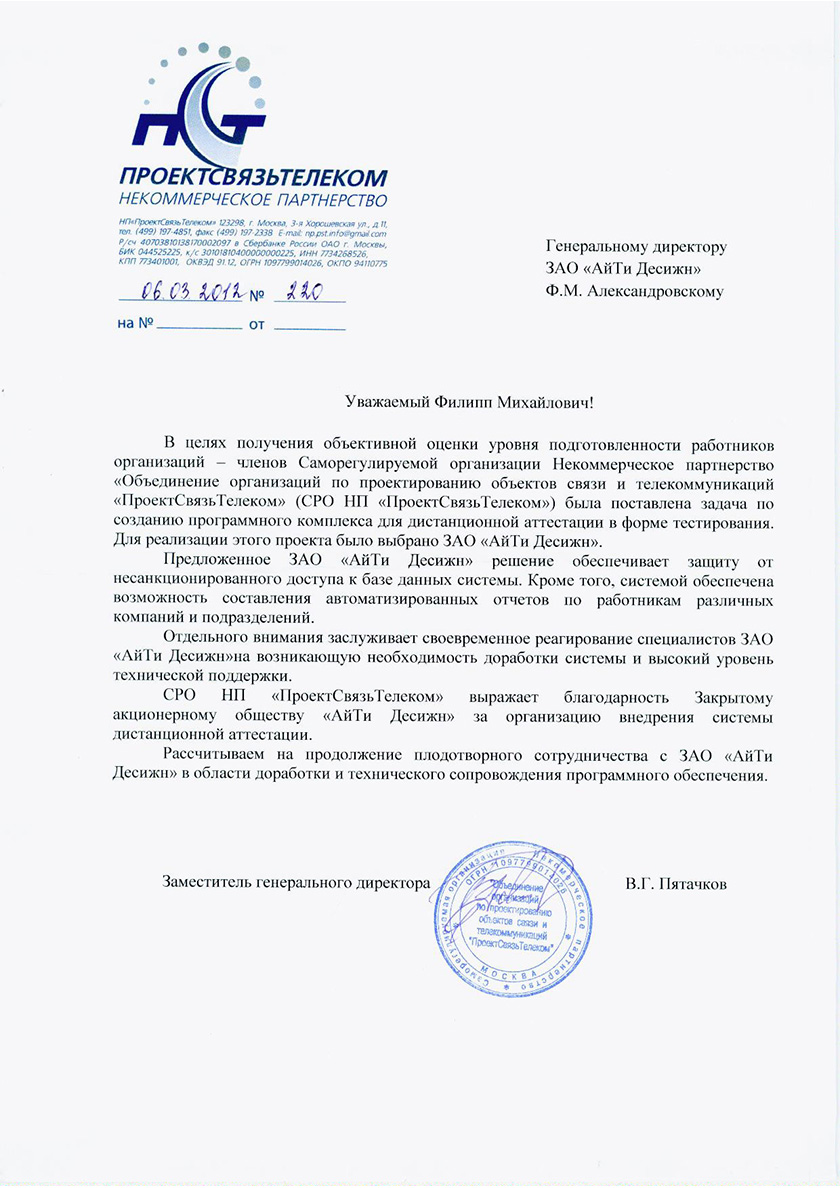 ПСТ
ПРОЕКТСВЯЗЬТЕЛЕКОМ
НЕКОММЕРЧЕСКОЕ ПАРТНЕРСТВО
НП«ПроектСвязьТелеком» 123298, г. Москва, 3-я Хорошевская ул., д.11,
тел. (499) 197-4851, факс (499) 197-2338 E-mail: np.pst.info@gmail.com
Р/сч 40703810138170002097 в Сбербанке России ОАО г. Москвы,
БИК 044525225, к/с 30101810400000000225, ИНН 7734268526,
КПП 773401001, ОКВЭД 91.12, ОГРН 1097799014026, ОКПО 94110775
06.03.2012 № 220
на № от
Генеральному директору
ЗАО «АйТи Десижн»
Ф.М. Александровскому
Уважаемый Филипп Михайлович!
В целях получения объективной оценки уровня подготовленности работников
организаций – членов Саморегулируемой организации Некоммерческое партнерство
«Объединение организаций по проектированию объектов связи и телекоммуникаций
«ПроектСвязьТелеком» (СРО НП «ПроектСвязьТелеком») была поставлена задача по
созданию программного комплекса для дистанционной аттестации в форме тестирования.
Для реализации этого проекта было выбрано ЗАО «АйТи Десижн».
Предложенное ЗАО «АйТи Десижн» решение обеспечивает защиту от
несанкционированного доступа к базе данных системы. Кроме того, системой обеспечена
возможность составления автоматизированных отчетов по работникам различных
компаний и подразделений.
Отдельного внимания заслуживает своевременное реагирование специалистов ЗАО
«АйТи Десижн»на возникающую необходимость доработки системы и высокий уровень
технической поддержки.
СРО НП «ПроектСвязьТелеком» выражает благодарность Закрытому
акционерному обществу «АйТи Десижн» за организацию внедрения системы
дистанционной аттестации.
Рассчитываем на продолжение плодотворного сотрудничества с ЗАО «АйТи
Десижн» в области доработки и технического сопровождения программного обеспечения.
Заместитель генерального директора
В.Г. Пятачков
Саморегулируемая организация Некоммерческое партнерство
ОГРН 1097799014026
"Объединение
организаций
по проектированию
объектов связи и
телекоммуникаций
"ПроектСвязьТелеком"
МОСКВА